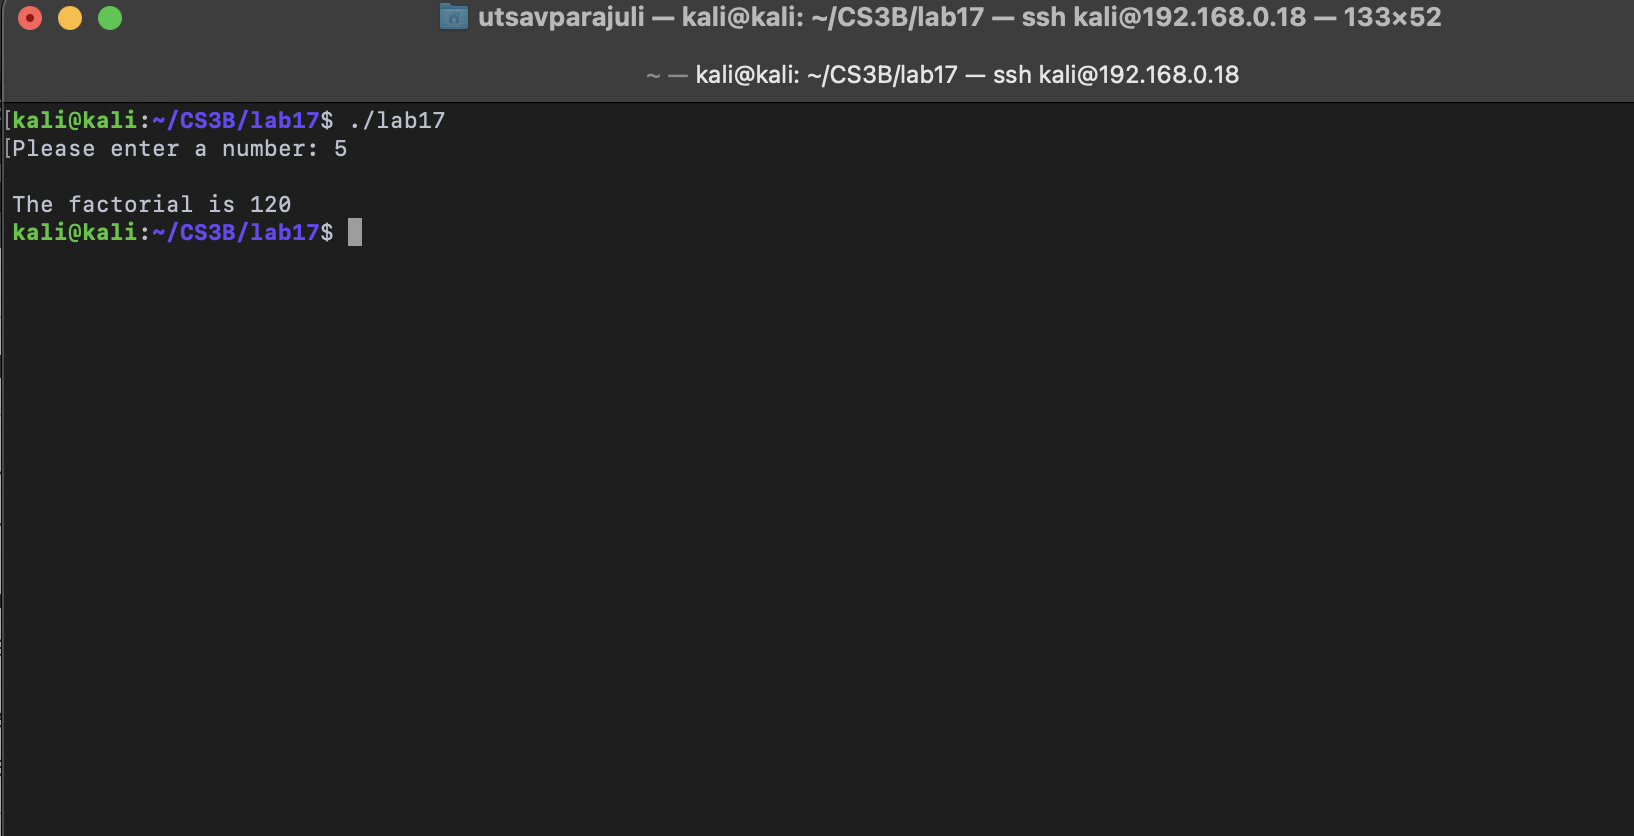 utsavparajuli — kali@kali: ~/CS3B/lab17 — ssh kali@192.168.0.18 — 133×52
~ — kali@kali: ~/CS3B/lab17 — ssh kali@192.168.0.18
[kali@kali:~/CS3B/lab17$ ./lab17
[Please enter a number: 5
The factorial is 120
kali@kali:~/CS3B/lab17$